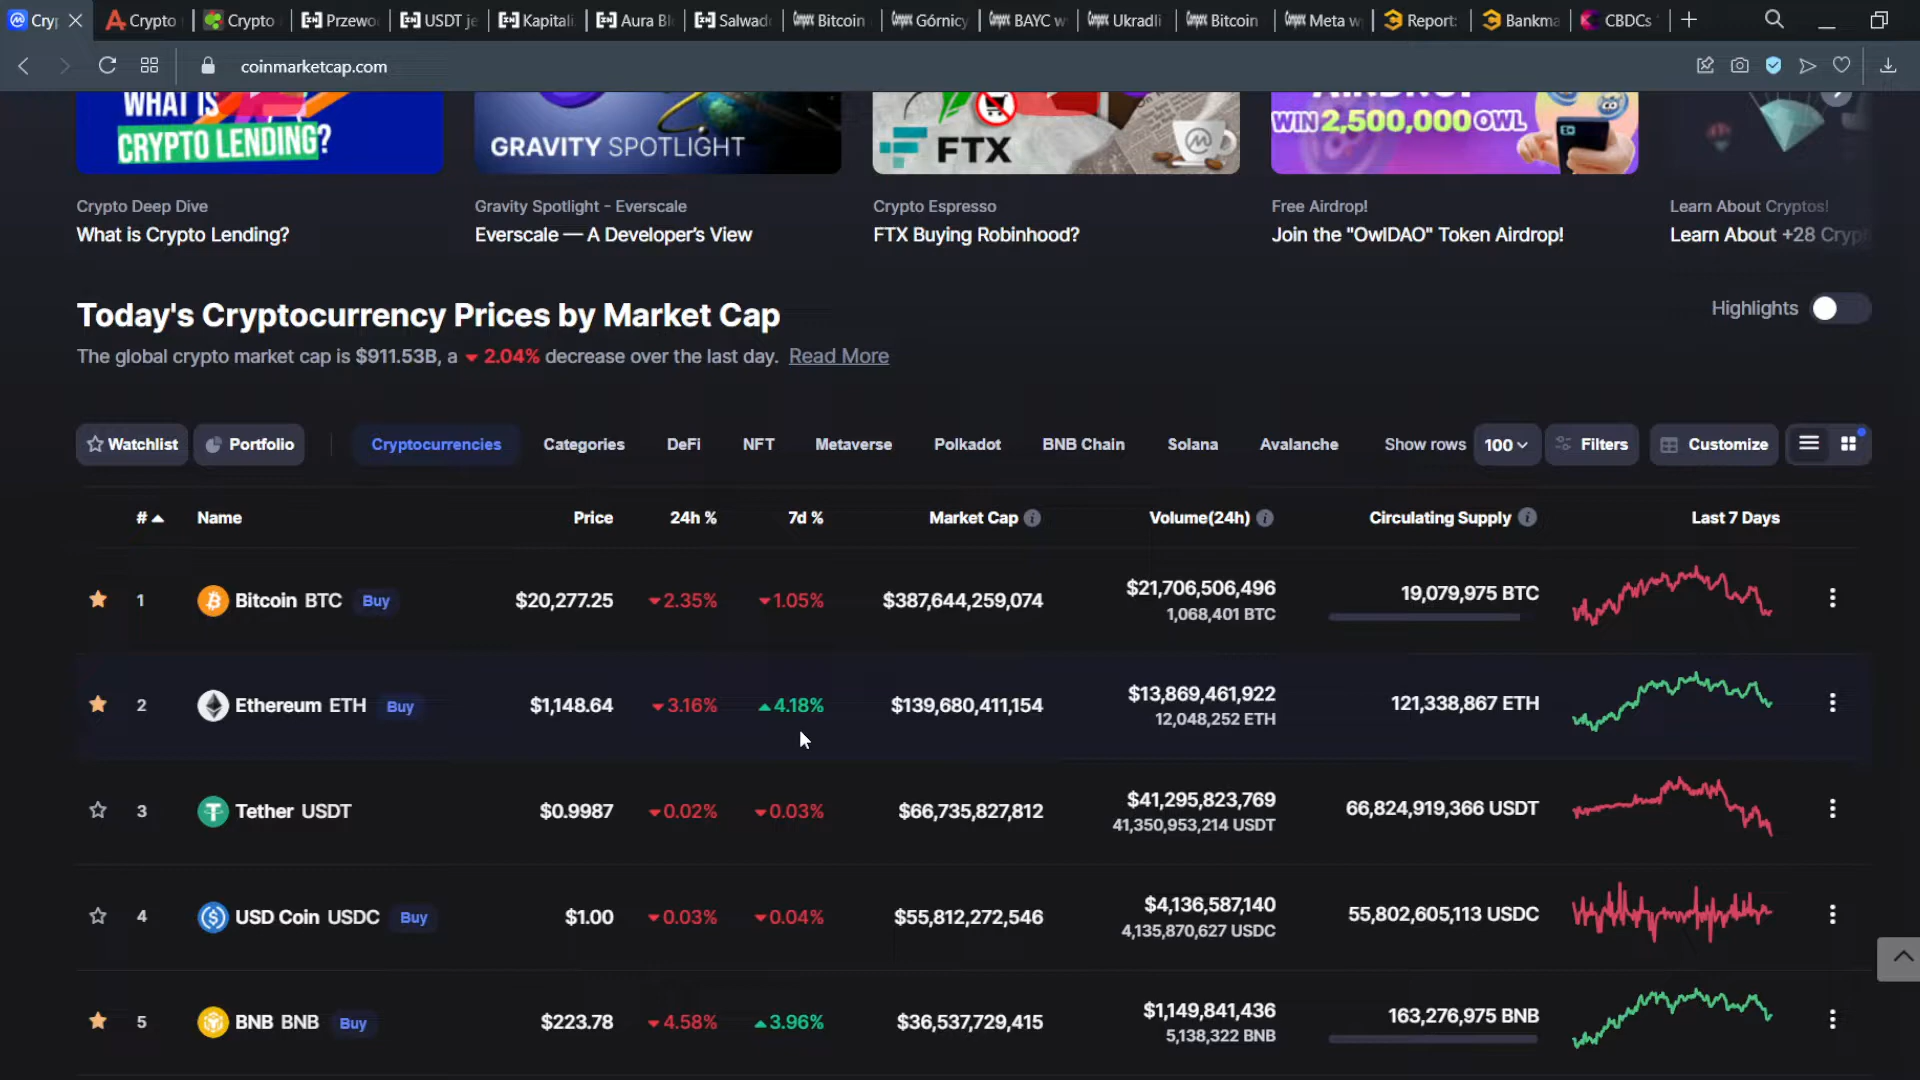 Cry
Crypto
Crypto
Przewo
USDT je
Kapitali
Aura Bl
Salwado
Bitcoin
Górnicy
BAYC w
Ukradli
Bitcoin
Meta w
Report:
Bankma
CBDCs
coinmarketcap.com
WHAT IS
CRYPTO LENDING?
GRAVITY SPOTLIGHT
FTX
AIRDROP
WIN 2,500,000 OWL
Crypto Deep Dive
What is Crypto Lending?
Gravity Spotlight - Everscale
Everscale — A Developer's View
Crypto Espresso
FTX Buying Robinhood?
Free Airdrop!
Join the "OwlDAO" Token Airdrop!
Learn About Cryptos!
Learn About +28 Cryp
Today's Cryptocurrency Prices by Market Cap
Highlights
The global crypto market cap is $911.53B, a 2.04% decrease over the last day. Read More
Watchlist Portfolio Cryptocurrencies Categories DeFi NFT Metaverse Polkadot BNB Chain Solana Avalanche Show rows 100 Filters Customize
# Name Price 24h % 7d % Market Cap Volume(24h) Circulating Supply Last 7 Days
1 Bitcoin BTC Buy $20,277.25 2.35% 1.05% $387,644,259,074 $21,706,506,496 19,079,975 BTC
1,068,401 BTC
2 Ethereum ETH Buy $1,148.64 3.16% 4.18% $139,680,411,154 $13,869,461,922 121,338,867 ETH
12,048,252 ETH
3 Tether USDT $0.9987 0.02% 0.03% $66,735,827,812 $41,295,823,769 66,824,919,366 USDT
41,350,953,214 USDT
4 USD Coin USDC Buy $1.00 0.03% 0.04% $55,812,272,546 $4,136,587,140 55,802,605,113 USDC
4,135,870,627 USDC
5 BNB BNB Buy $223.78 4.58% 3.96% $36,537,729,415 $1,149,841,436 163,276,975 BNB
5,138,322 BNB